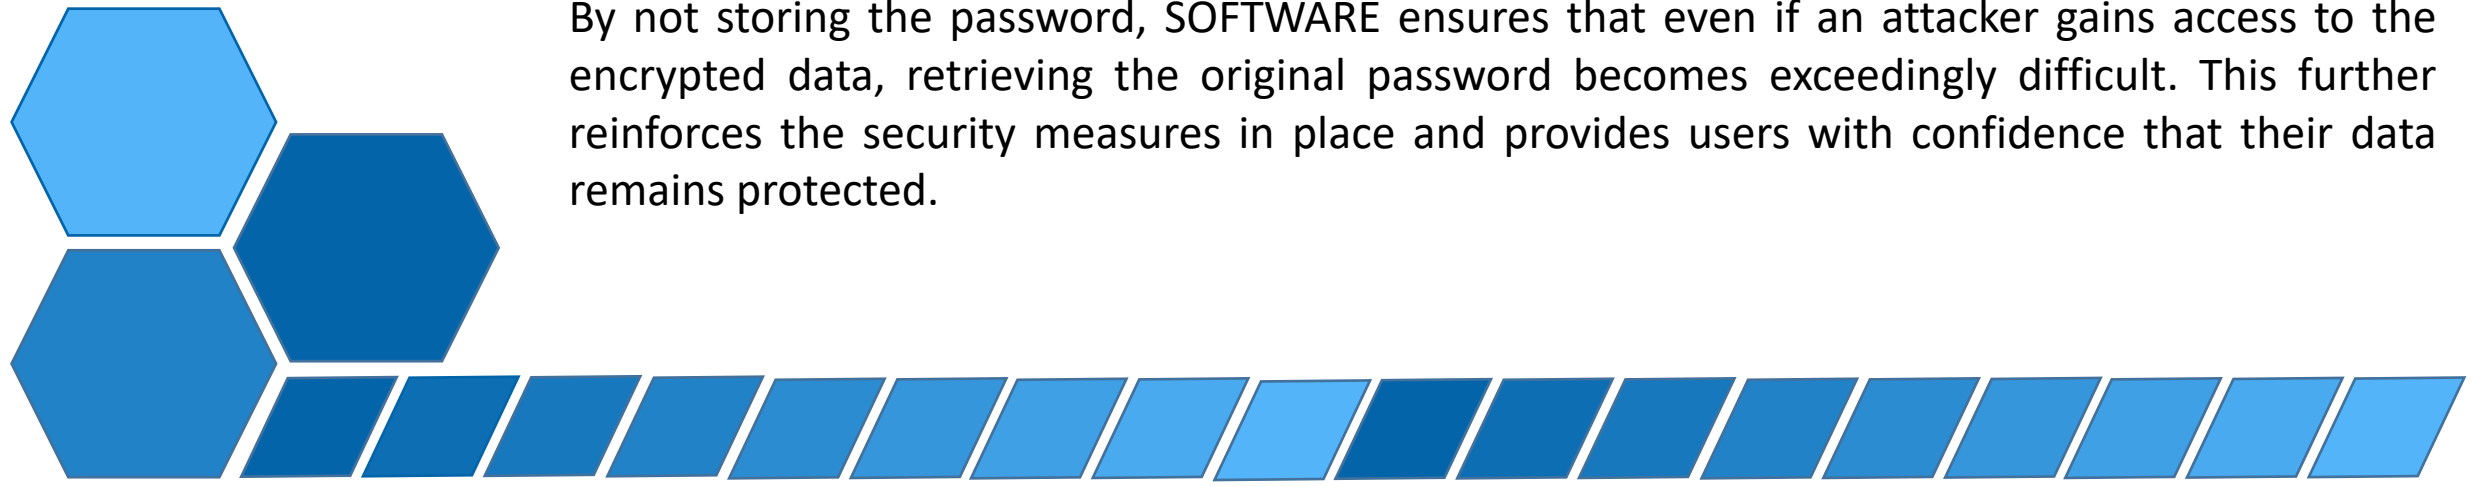 By not storing the password, SOFTWARE ensures that even if an attacker gains access to the
encrypted data, retrieving the original password becomes exceedingly difficult. This further
reinforces the security measures in place and provides users with confidence that their data
remains protected.